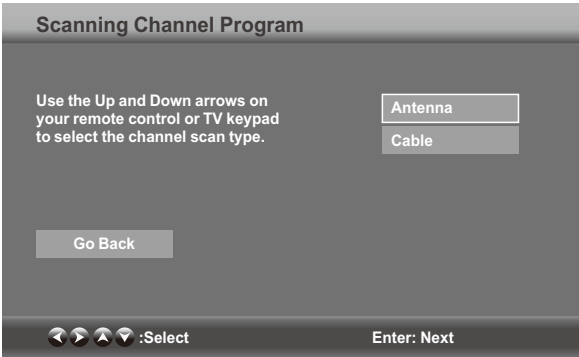 Scanning Channel Program
Use the Up and Down arrows on
your remote control or TV keypad
to select the channel scan type.
Antenna
Cable
Go Back
:Select
Enter: Next